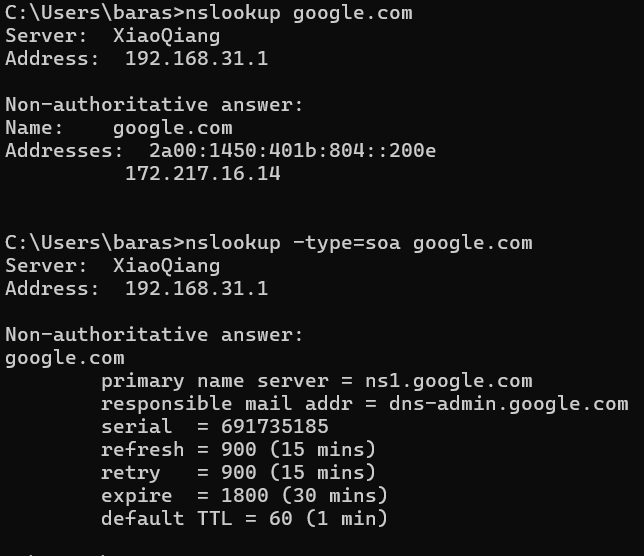 C:\Users\baras>nslookup google.com
Server:  XiaoQiang
Address:  192.168.31.1

Non-authoritative answer:
Name:    google.com
Addresses:  2a00:1450:401b:804::200e
          172.217.16.14


C:\Users\baras>nslookup -type=soa google.com
Server:  XiaoQiang
Address:  192.168.31.1

Non-authoritative answer:
google.com
        primary name server = ns1.google.com
        responsible mail addr = dns-admin.google.com
        serial  = 691735185
        refresh = 900 (15 mins)
        retry   = 900 (15 mins)
        expire  = 1800 (30 mins)
        default TTL = 60 (1 min)